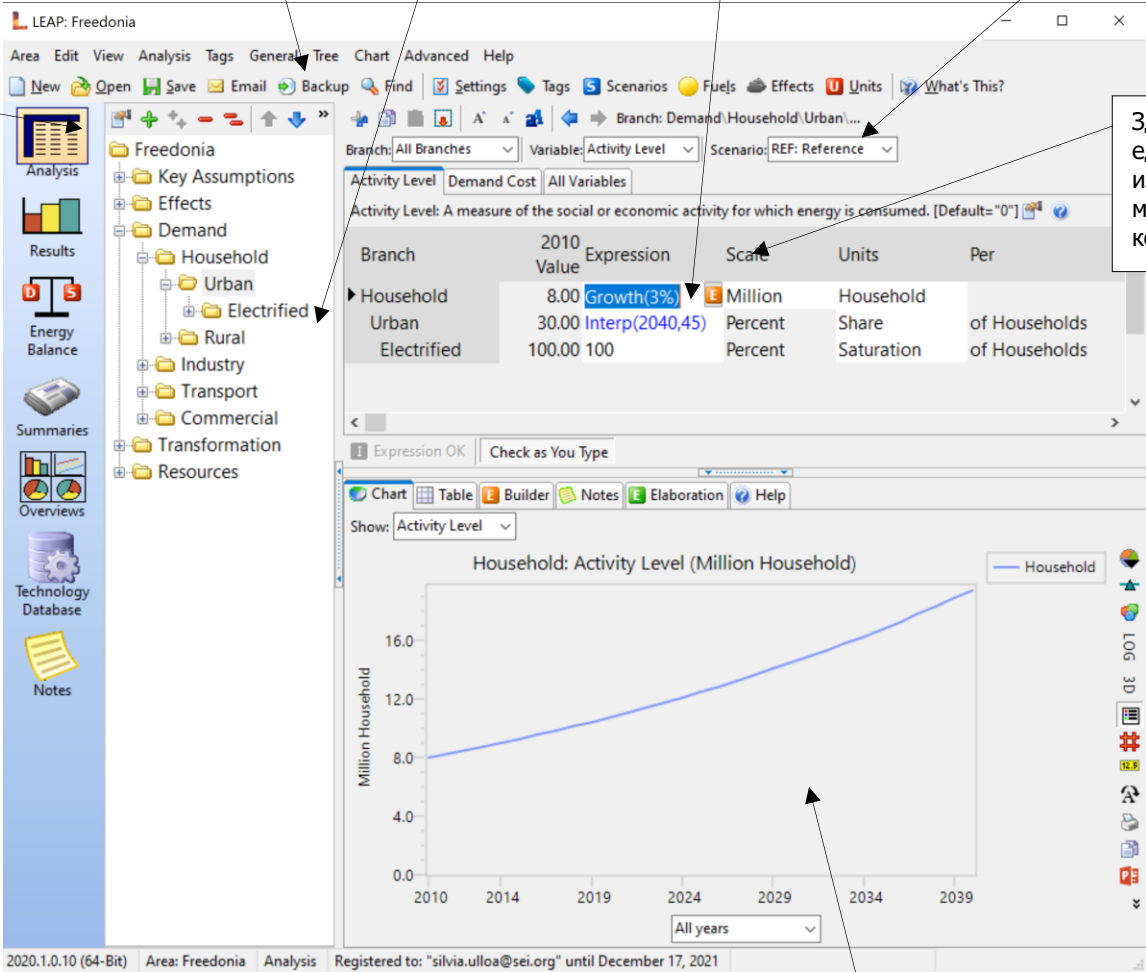 LEAP: Freedonia
Area Edit View Analysis Tags General Tree Chart Advanced Help
New Open Save Email Backup Find Settings Tags Scenarios Fuels Effects Units What's This?
Branch: Demand\Household\Urban\...
Branch: All Branches Variable: Activity Level Scenario: REF: Reference
Activity Level Demand Cost All Variables
Activity Level: A measure of the social or economic activity for which energy is consumed. [Default="0"]
Branch 2010 Value Expression Scale Units Per
Household 8.00 Growth(3%) Million Household
Urban 30.00 Interp(2040,45) Percent Share of Households
Electrified 100.00 100 Percent Saturation of Households
Expression OK Check as You Type
Chart Table Builder Notes Elaboration Help
Show: Activity Level
Household: Activity Level (Million Household)
Household
Million Household
16.0
12.0
8.0
4.0
0.0
2010 2014 2019 2024 2029 2034 2039
All years
LOG
3D
12.5
Analysis
Results
Energy
Balance
Summaries
Overviews
Technology
Database
Notes
Freedonia
Key Assumptions
Effects
Demand
Household
Urban
Electrified
Rural
Industry
Transport
Commercial
Transformation
Resources
2020.1.0.10 (64-Bit) Area: Freedonia Analysis Registered to: "silvia.ulloa@sei.org" until December 17, 2021